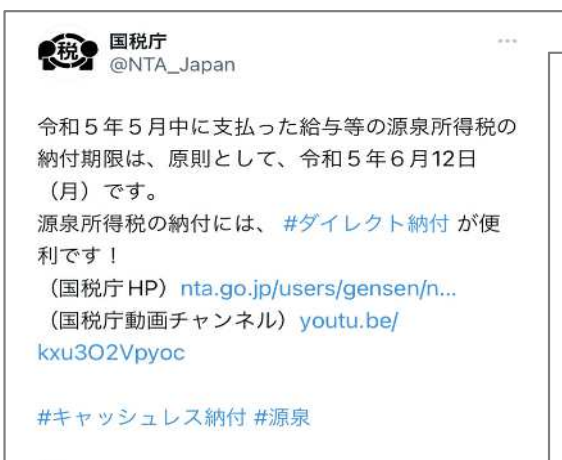 税
国税庁
@NTA_Japan
令和５年５月中に支払った給与等の源泉所得税の
納付期限は、原則として、令和５年６月12日
（月）です。
源泉所得税の納付には、 #ダイレクト納付 が便
利です！
（国税庁HP）nta.go.jp/users/gensen/n...
（国税庁動画チャンネル）youtu.be/
kxu3O2Vpyoc
#キャッシュレス納付 #源泉